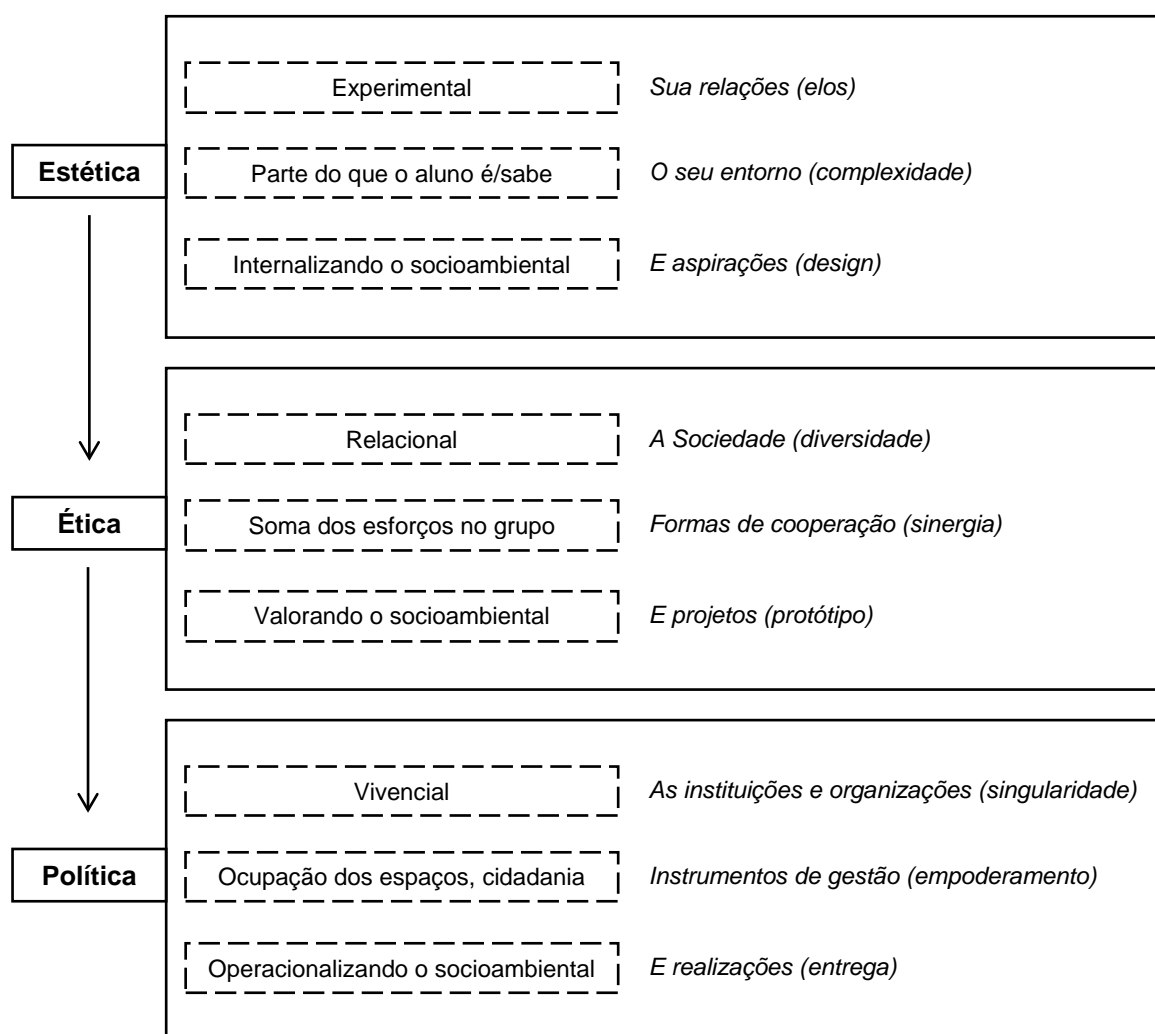 Experimental
Sua relações (elos)
Estética
Parte do que o aluno é/sabe
O seu entorno (complexidade)
Internalizando o socioambiental
E aspirações (design)
Relacional
A Sociedade (diversidade)
Ética
Soma dos esforços no grupo
Formas de cooperação (sinergia)
Valorando o socioambiental
E projetos (protótipo)
Vivencial
As instituições e organizações (singularidade)
Política
Ocupação dos espaços, cidadania
Instrumentos de gestão (empoderamento)
Operacionalizando o socioambiental
E realizações (entrega)